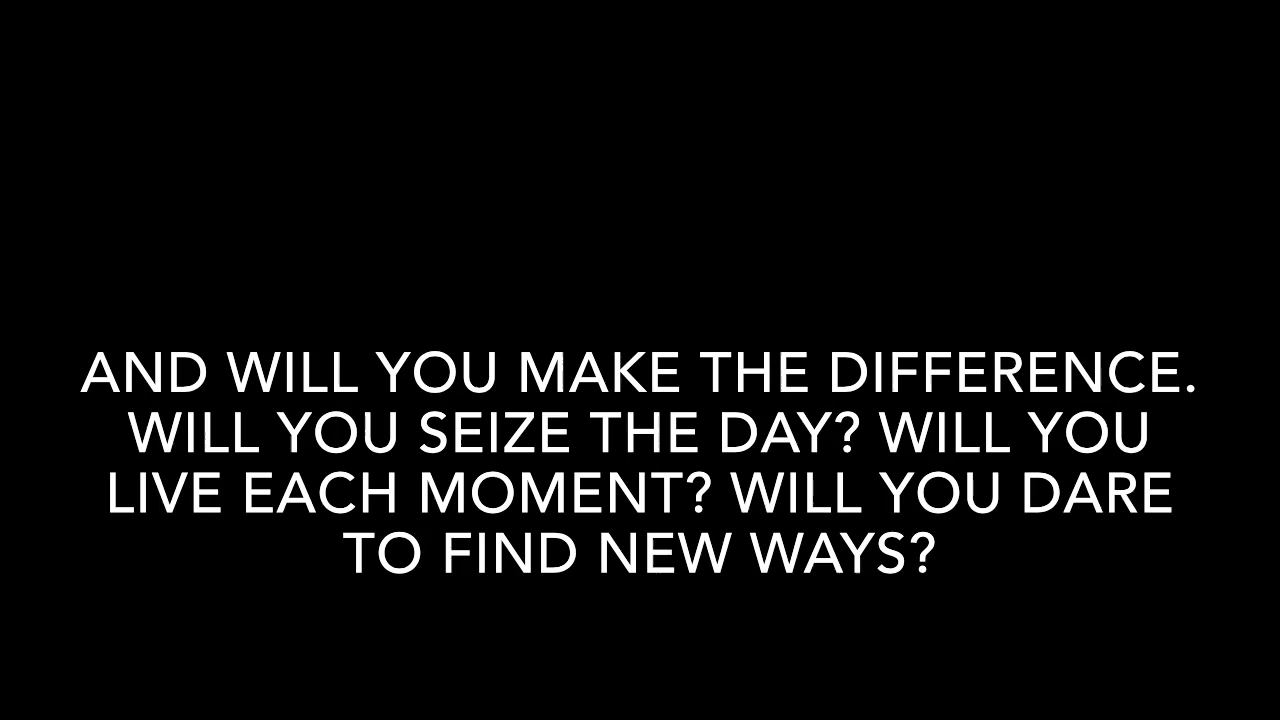 AND WILL YOU MAKE THE DIFFERENCE.
WILL YOU SEIZE THE DAY? WILL YOU
LIVE EACH MOMENT? WILL YOU DARE
TO FIND NEW WAYS?